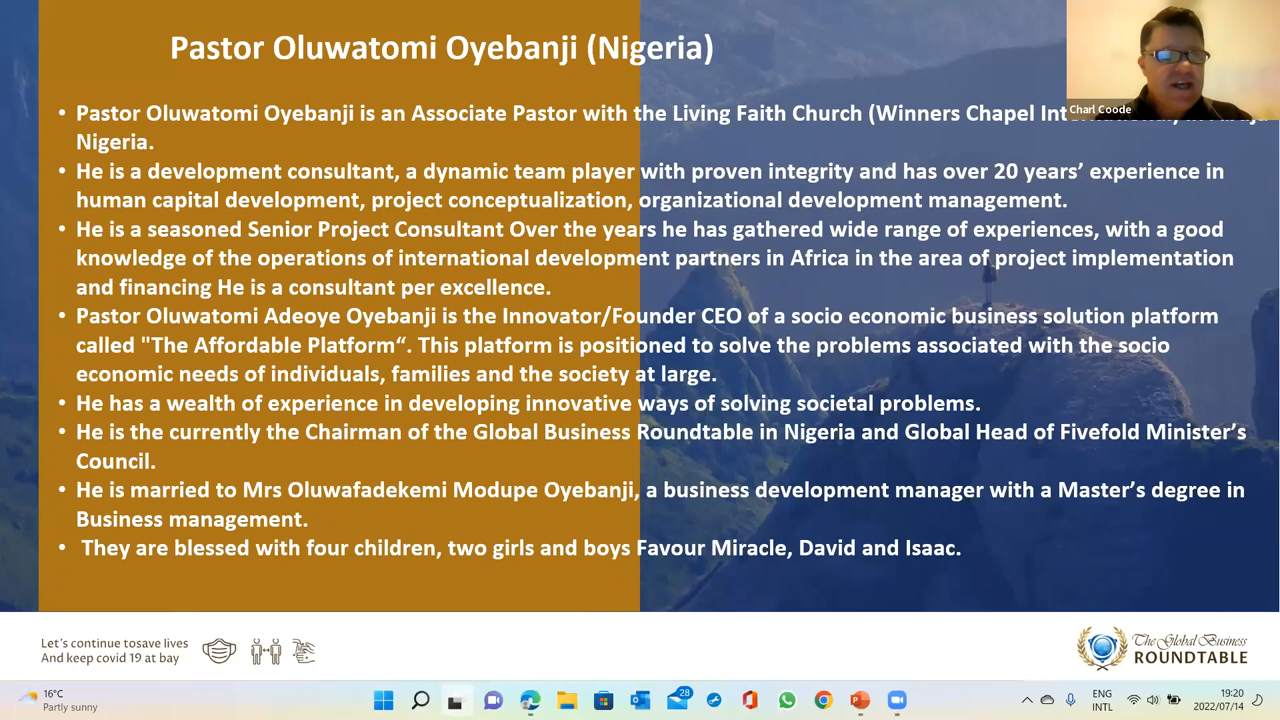 Pastor Oluwatomi Oyebanji (Nigeria)
Charl Coode
• Pastor Oluwatomi Oyebanji is an Associate Pastor with the Living Faith Church (Winners Chapel
Nigeria.
• He is a development consultant, a dynamic team player with proven integrity and has over 20 years’ experience in
human capital development, project conceptualization, organizational development management.
• He is a seasoned Senior Project Consultant Over the years he has gathered wide range of experiences, with a good
knowledge of the operations of international development partners in Africa in the area of project implementation
and financing He is a consultant per excellence.
• Pastor Oluwatomi Adeoye Oyebanji is the Innovator/Founder CEO of a socio economic business solution platform
called "The Affordable Platform“. This platform is positioned to solve the problems associated with the socio
economic needs of individuals, families and the society at large.
• He has a wealth of experience in developing innovative ways of solving societal problems.
• He is the currently the Chairman of the Global Business Roundtable in Nigeria and Global Head of Fivefold Minister’s
Council.
• He is married to Mrs Oluwafadekemi Modupe Oyebanji, a business development manager with a Master’s degree in
Business management.
• They are blessed with four children, two girls and boys Favour Miracle, David and Isaac.
Let’s continue tosave lives
And keep covid 19 at bay
The Global Business
ROUNDTABLE
16°C
Partly sunny
28
ENG
INTL
19:20
2022/07/14